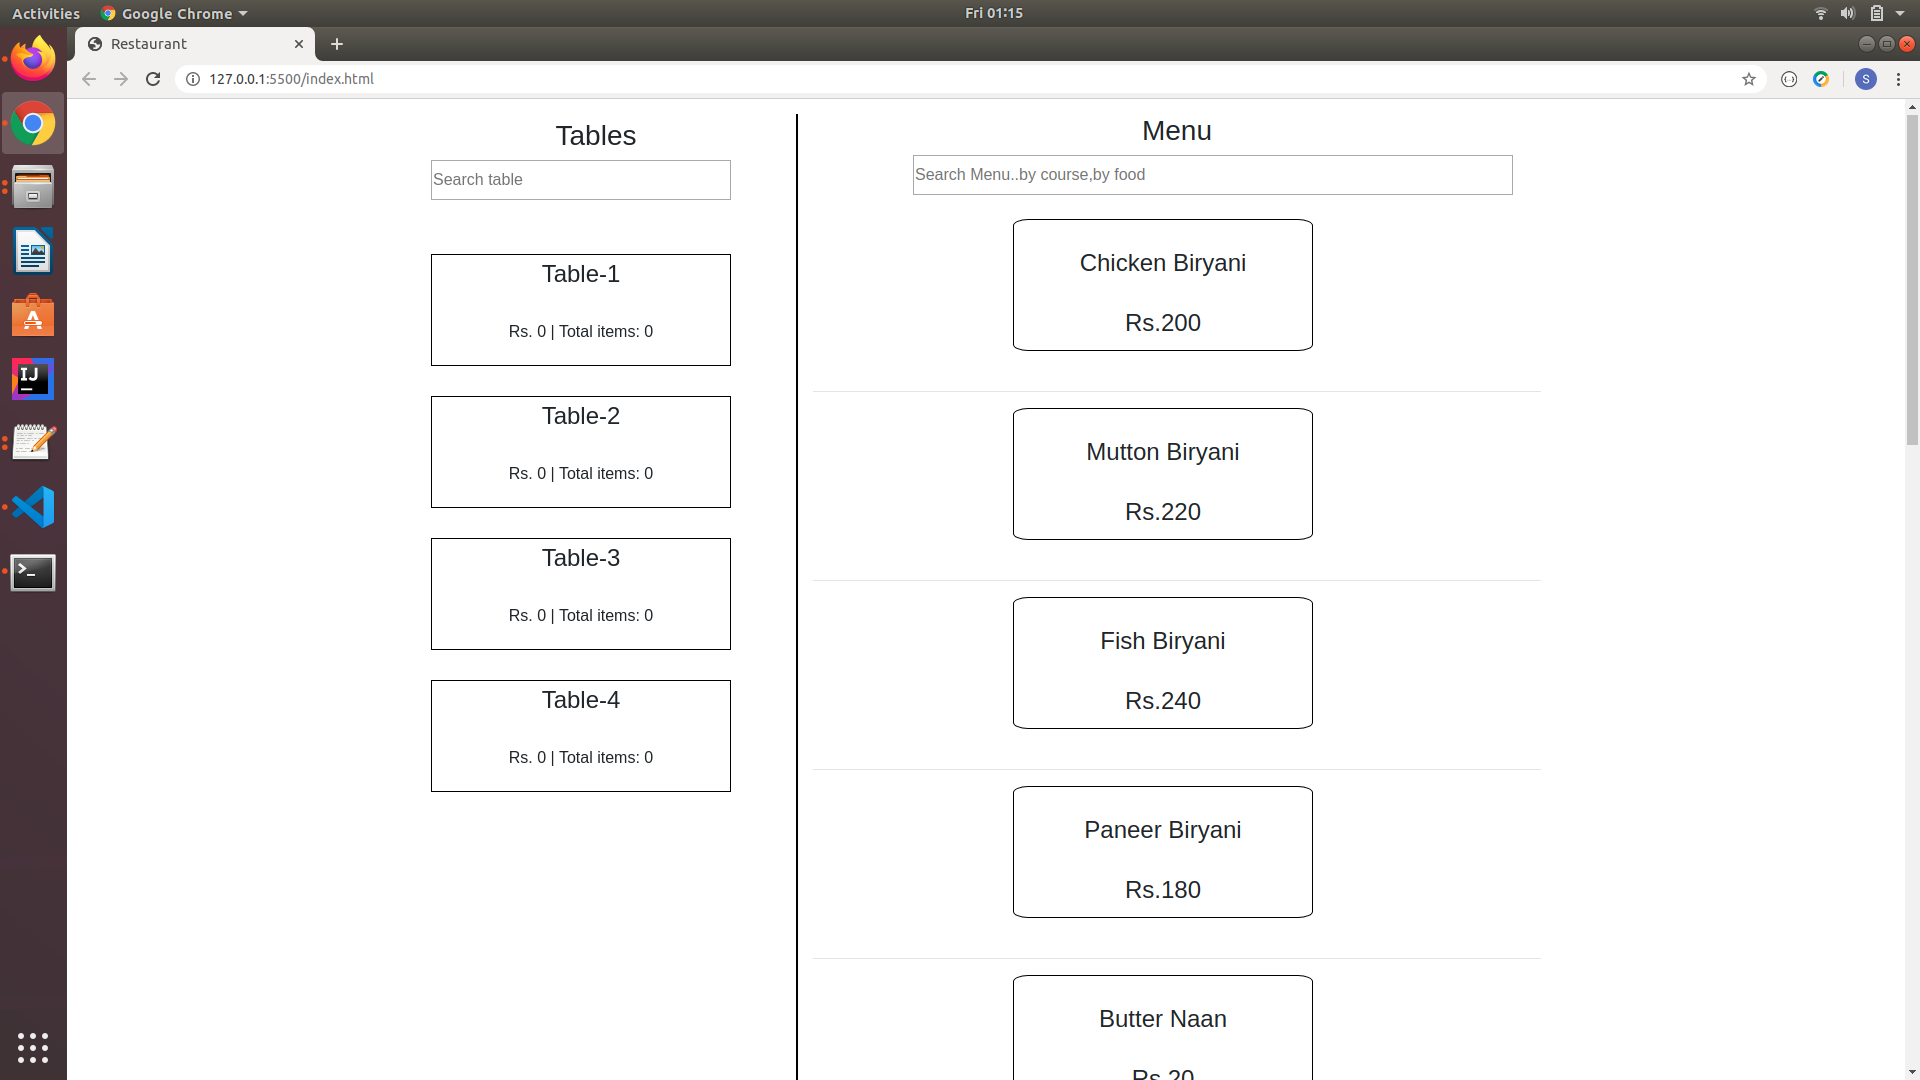 Activities
Google Chrome
Fri 01:15
Restaurant
127.0.0.1:5500/index.html
S
Tables
Search table
Table-1
Rs. 0 | Total items: 0
Table-2
Rs. 0 | Total items: 0
Table-3
Rs. 0 | Total items: 0
Table-4
Rs. 0 | Total items: 0
Menu
Search Menu..by course,by food
Chicken Biryani
Rs.200
Mutton Biryani
Rs.220
Fish Biryani
Rs.240
Paneer Biryani
Rs.180
Butter Naan
Rs.20